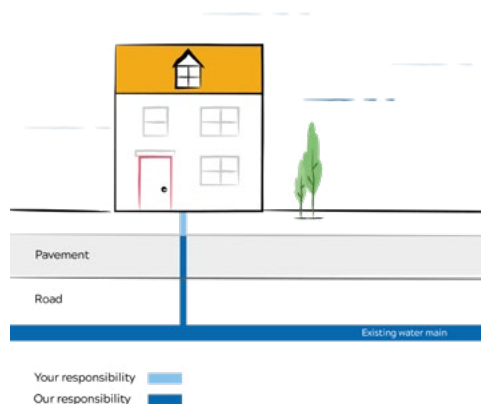 Pavement
Road
Existing water main
Your responsibility
Our responsibility